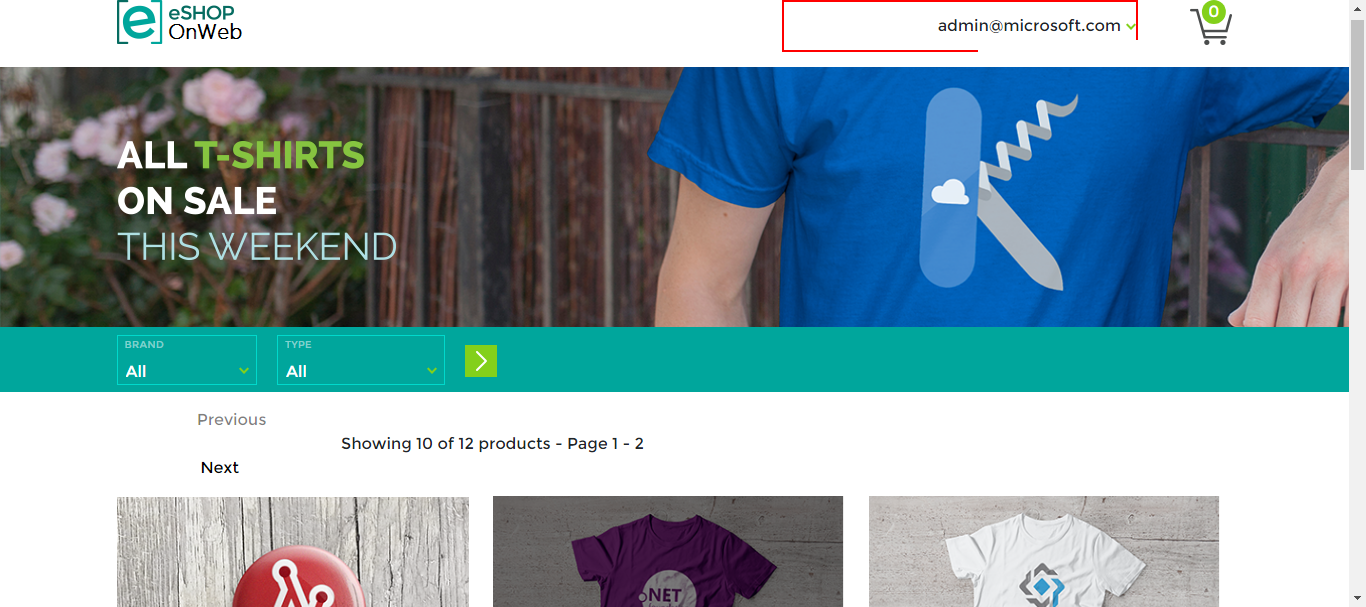 e
eSHOP
OnWeb
admin@microsoft.com
0
ALL T-SHIRTS
ON SALE
THIS WEEKEND
BRAND
All
TYPE
All
Previous
Showing 10 of 12 products - Page 1 - 2
Next
.NET